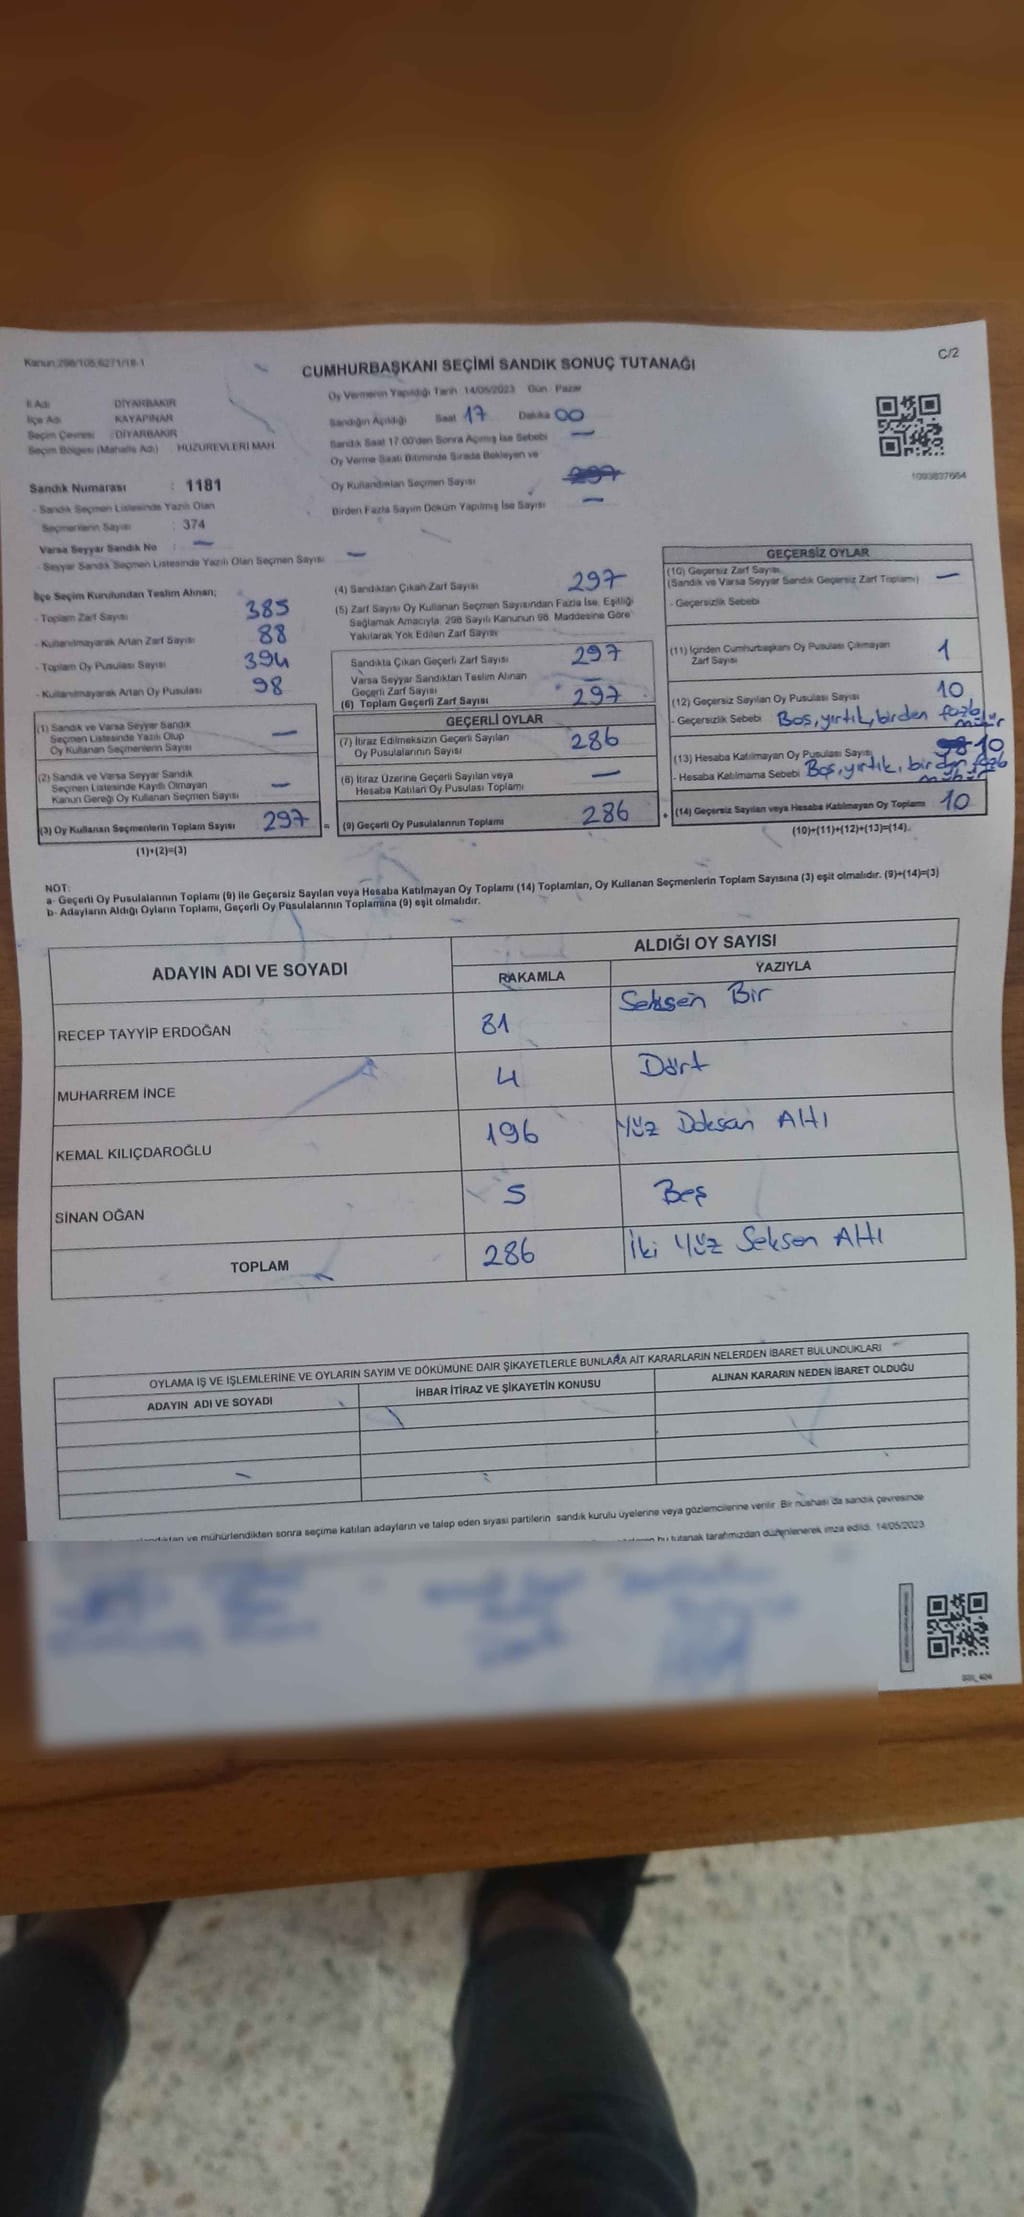 Kanun:298/105,6271/18-1
C/2
CUMHURBAŞKANI SEÇİMİ SANDIK SONUÇ TUTANAĞI
Oy Vermenin Yapıldığı Tarih 14/05/2023 Gün Pazar
İl Adı DİYARBAKIR
İlçe Adı KAYAPINAR
Seçim Çevresi DİYARBAKIR
Seçim Bölgesi (Mahalle Adı) HUZUREVLERİ MAH.
Sandık Numarası : 1181
- Sandık Seçmen Listesinde Yazılı Olan
Seçmenlerin Sayısı : 374
Varsa Seyyar Sandık No : —
- Seyyar Sandık Seçmen Listesinde Yazılı Olan Seçmen Sayısı —
Sandığın Açıldığı Saat 17 Dakika 00
Sandık Saat 17:00'den Sonra Açılmış İse Sebebi —
Oy Verme Saati Bitiminde Sırada Bekleyen ve
Oy Kullandırılan Seçmen Sayısı
Birden Fazla Sayım Döküm Yapılmış İse Sayısı —
1093837664
İlçe Seçim Kurulundan Teslim Alınan;
- Toplam Zarf Sayısı 385
- Kullanılmayarak Artan Zarf Sayısı 88
- Toplam Oy Pusulası Sayısı 394
- Kullanılmayarak Artan Oy Pusulası 98
(1) Sandık ve Varsa Seyyar Sandık
Seçmen Listesinde Yazılı Olup
Oy Kullanan Seçmenlerin Sayısı —
(2) Sandık ve Varsa Seyyar Sandık
Seçmen Listesinde Kayıtlı Olmayan
Kanun Gereği Oy Kullanan Seçmen Sayısı —
(3) Oy Kullanan Seçmenlerin Toplam Sayısı 297 =
(1)+(2)=(3)
(4) Sandıktan Çıkan Zarf Sayısı 297
(5) Zarf Sayısı Oy Kullanan Seçmen Sayısından Fazla İse, Eşitliği
Sağlamak Amacıyla, 298 Sayılı Kanunun 98. Maddesine Göre
Yakılarak Yok Edilen Zarf Sayısı
Sandıkta Çıkan Geçerli Zarf Sayısı 297
Varsa Seyyar Sandıktan Teslim Alınan
Geçerli Zarf Sayısı —
(6) Toplam Geçerli Zarf Sayısı 297
GEÇERLİ OYLAR
(7) İtiraz Edilmeksizin Geçerli Sayılan
Oy Pusulalarının Sayısı 286
(8) İtiraz Üzerine Geçerli Sayılan veya
Hesaba Katılan Oy Pusulası Toplamı —
(9) Geçerli Oy Pusulalarının Toplamı 286 +
GEÇERSİZ OYLAR
(10) Geçersiz Zarf Sayısı
(Sandık ve Varsa Seyyar Sandık Geçersiz Zarf Toplamı) —
- Geçersizlik Sebebi
(11) İçinden Cumhurbaşkanı Oy Pusulası Çıkmayan
Zarf Sayısı 1
(12) Geçersiz Sayılan Oy Pusulası Sayısı 10
- Geçersizlik Sebebi Boş, yırtık, birden fazla
mühür
(13) Hesaba Katılmayan Oy Pusulası Sayısı 10
- Hesaba Katılmama Sebebi Boş, yırtık, birden fazla
mühür
(14) Geçersiz Sayılan veya Hesaba Katılmayan Oy Toplamı 10
(10)+(11)+(12)+(13)=(14).
NOT:
a- Geçerli Oy Pusulalarının Toplamı (9) ile Geçersiz Sayılan veya Hesaba Katılmayan Oy Toplamı (14) Toplamları, Oy Kullanan Seçmenlerin Toplam Sayısına (3) eşit olmalıdır. (9)+(14)=(3)
b- Adayların Aldığı Oyların Toplamı, Geçerli Oy Pusulalarının Toplamına (9) eşit olmalıdır.
ADAYIN ADI VE SOYADI
ALDIĞI OY SAYISI
RAKAMLA YAZIYLA
RECEP TAYYİP ERDOĞAN 81 Seksen Bir
MUHARREM İNCE 4 Dört
KEMAL KILIÇDAROĞLU 196 Yüz Doksan Altı
SİNAN OĞAN 5 Beş
TOPLAM 286 İki Yüz Seksen Altı
OYLAMA İŞ VE İŞLEMLERİNE VE OYLARIN SAYIM VE DÖKÜMÜNE DAİR ŞİKAYETLERLE BUNLARA AİT KARARLARIN NELERDEN İBARET BULUNDUKLARI
ADAYIN ADI VE SOYADI İHBAR İTİRAZ VE ŞİKAYETİN KONUSU ALINAN KARARIN NEDEN İBARET OLDUĞU
ve mühürlendikten sonra seçime katılan adayların ve talep eden siyasi partilerin sandık kurulu üyelerine veya gözlemcilerine verilir. Bir nüshası da sandık çevresinde
bu tutanak tarafımızdan düzenlenerek imza edildi. 14/05/2023